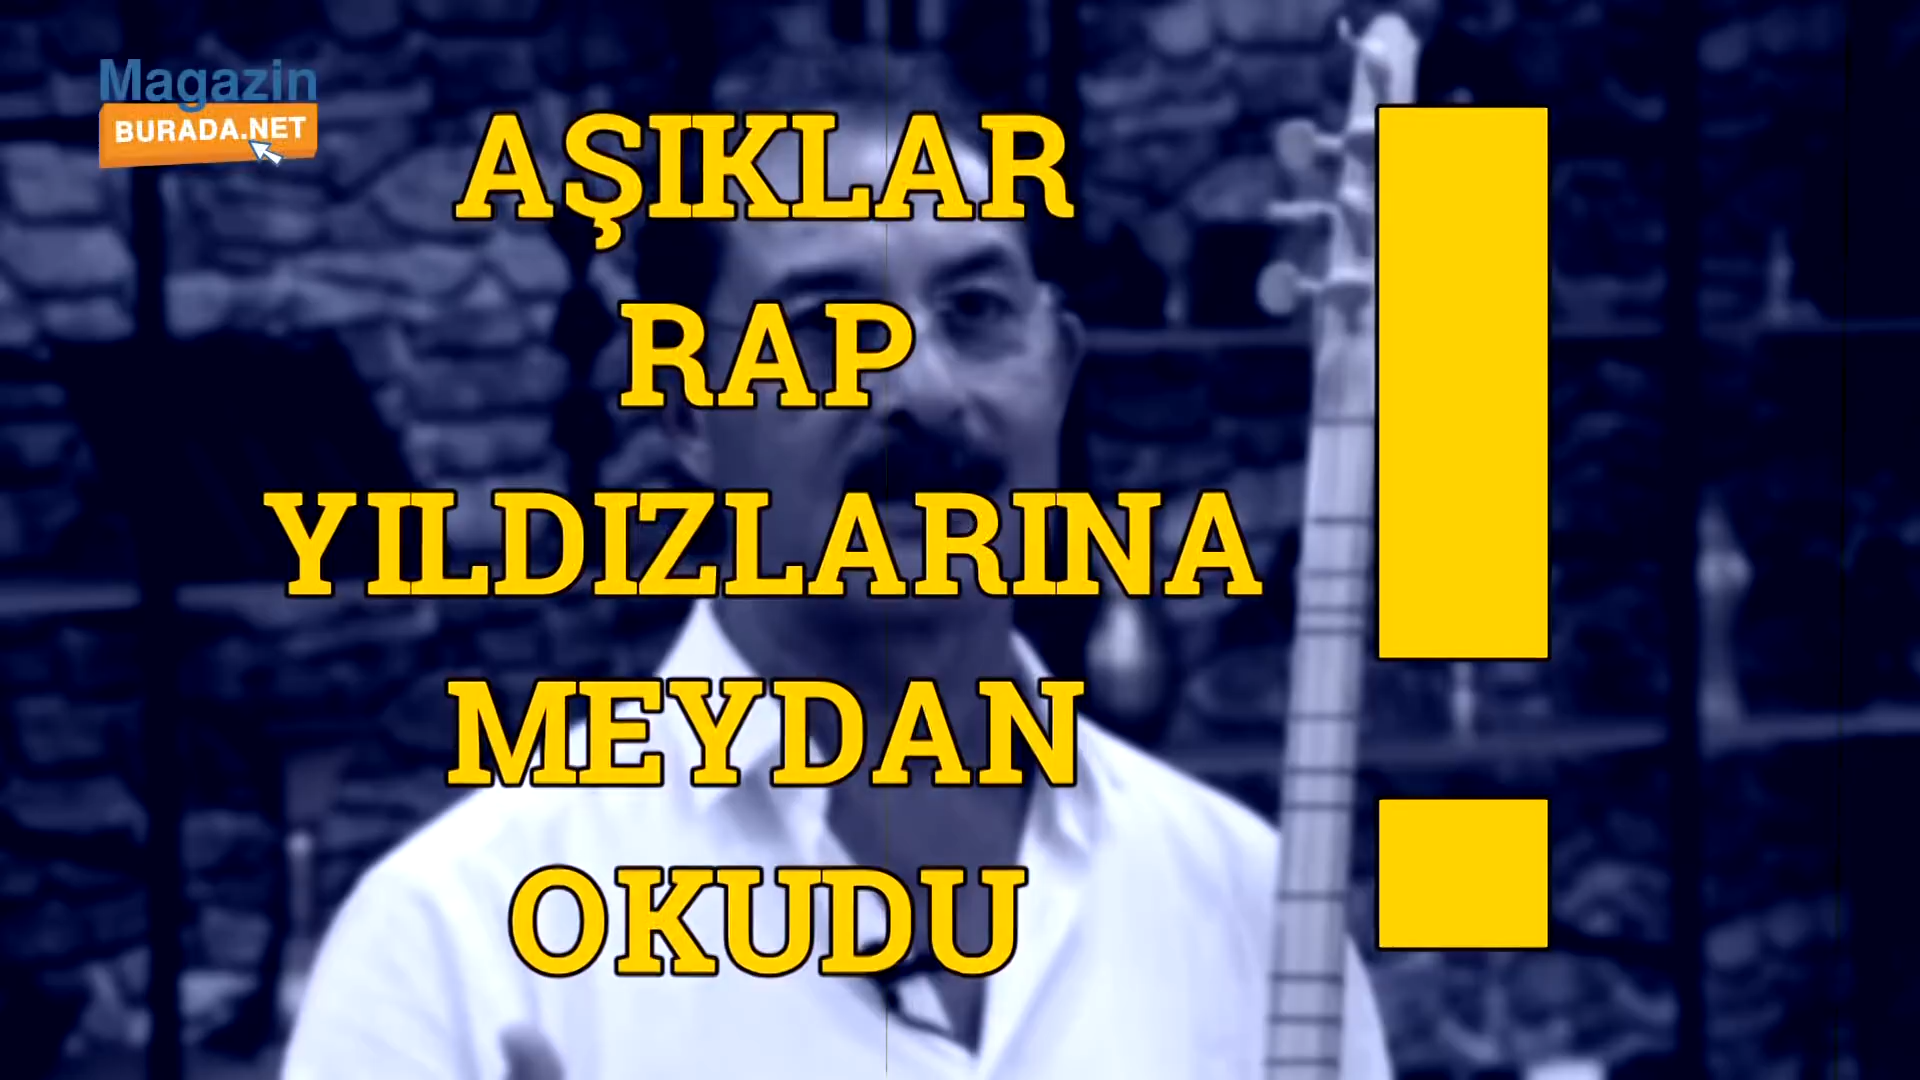 Magazin
BURADA.NET
AŞIKLAR
RAP
YILDIZLARINA
MEYDAN
OKUDU
!